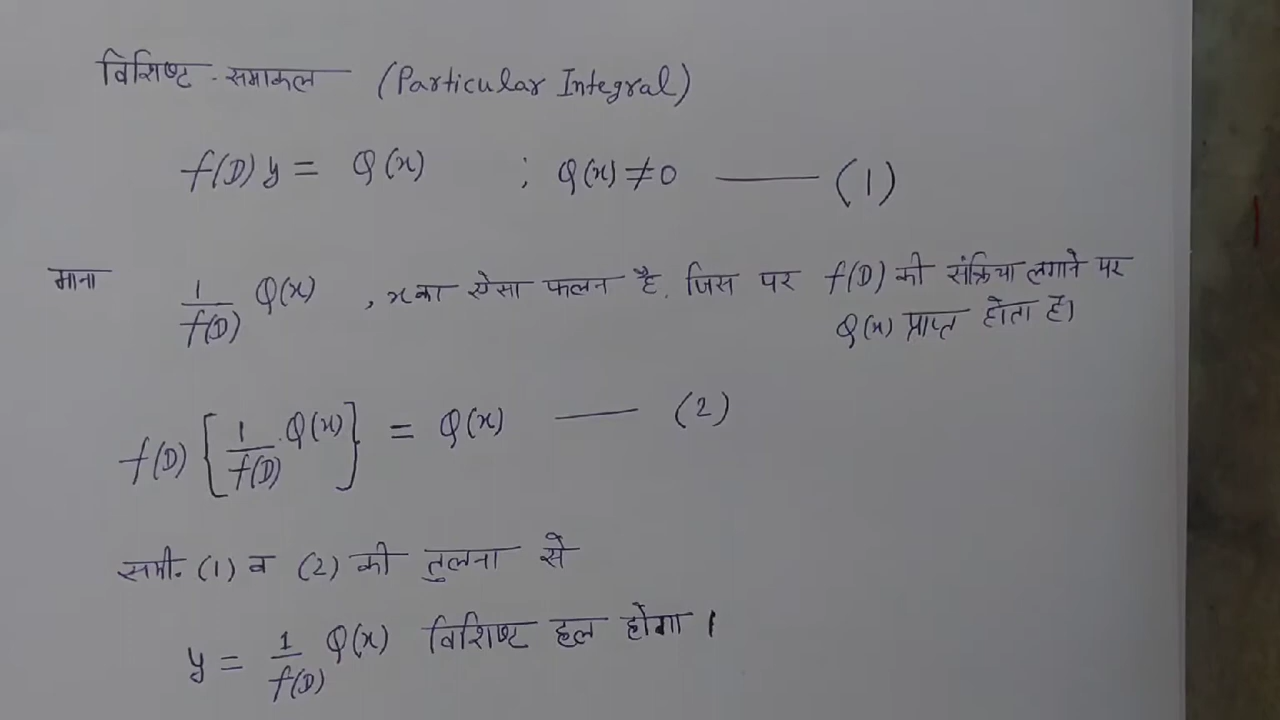 विशिष्ट - समाकल (Particular Integral)
f(D) y = Q(x) ; Q(x) ≠ 0 —— (1)
माना 1/f(D) Q(x) , x का ऐसा फलन है, जिस पर f(D) की संक्रिया लगाने पर
Q(x) प्राप्त होता है।
f(D) [1/f(D) . Q(x)] = Q(x) —— (2)
समी. (1) व (2) की तुलना से
y = 1/f(D) Q(x) विशिष्ट हल होगा ।